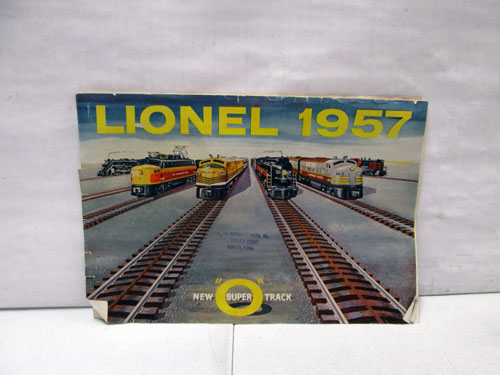 LIONEL 1957
NEW "O" TRACK
SUPER